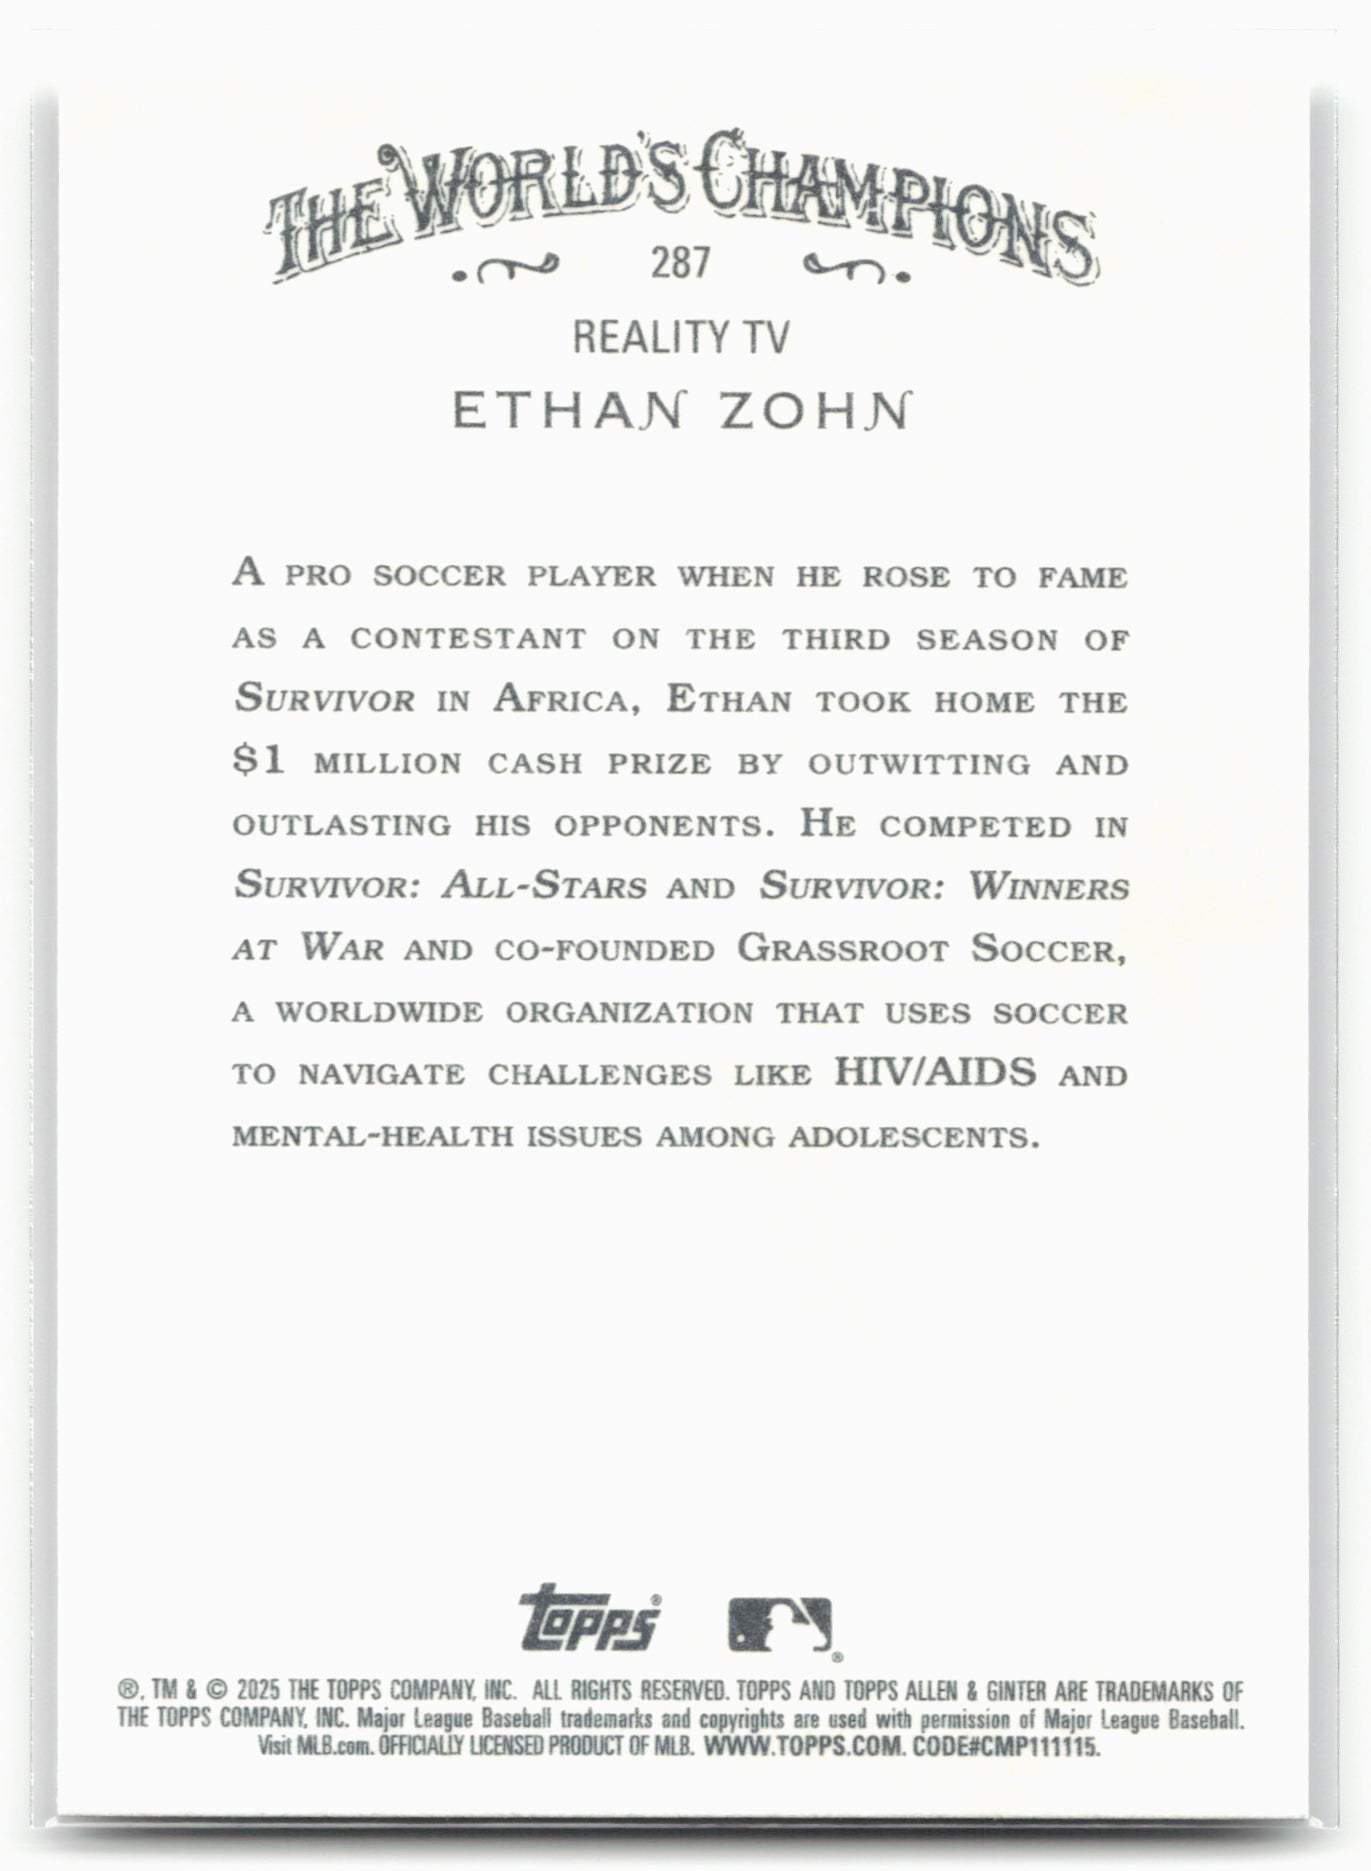 THE WORLD'S CHAMPIONS
287
REALITY TV
ETHAN ZOHN
A PRO SOCCER PLAYER WHEN HE ROSE TO FAME
AS A CONTESTANT ON THE THIRD SEASON OF
SURVIVOR IN AFRICA, ETHAN TOOK HOME THE
$1 MILLION CASH PRIZE BY OUTWITTING AND
OUTLASTING HIS OPPONENTS. HE COMPETED IN
SURVIVOR: ALL-STARS AND SURVIVOR: WINNERS
AT WAR AND CO-FOUNDED GRASSROOT SOCCER,
A WORLDWIDE ORGANIZATION THAT USES SOCCER
TO NAVIGATE CHALLENGES LIKE HIV/AIDS AND
MENTAL-HEALTH ISSUES AMONG ADOLESCENTS.
topps®
®
®, TM & © 2025 THE TOPPS COMPANY, INC. ALL RIGHTS RESERVED. TOPPS AND TOPPS ALLEN & GINTER ARE TRADEMARKS OF
THE TOPPS COMPANY, INC. Major League Baseball trademarks and copyrights are used with permission of Major League Baseball.
Visit MLB.com. OFFICIALLY LICENSED PRODUCT OF MLB. WWW.TOPPS.COM. CODE#CMP111115.